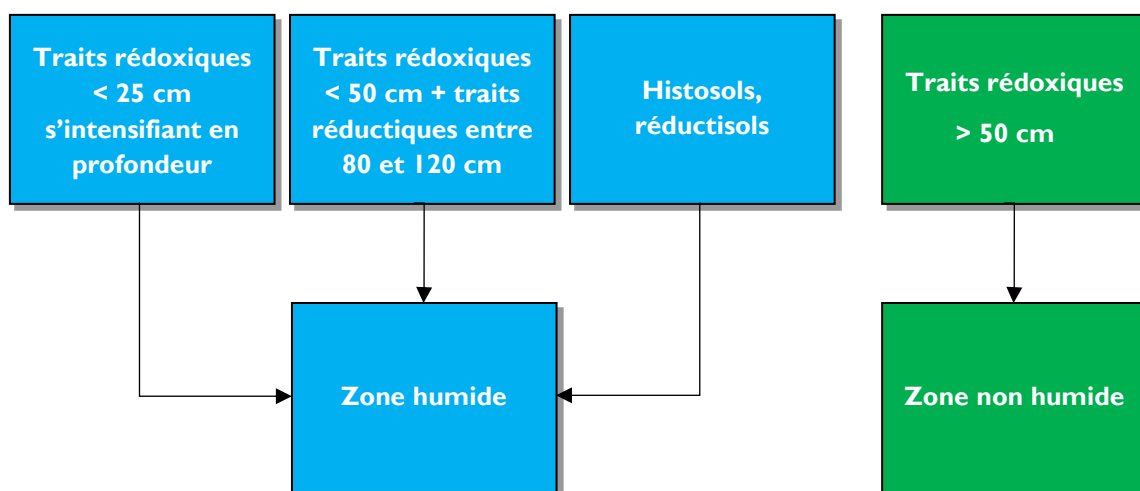 Traits rédoxiques
< 25 cm
s’intensifiant en
profondeur
Traits rédoxiques
< 50 cm + traits
réductiques entre
80 et 120 cm
Histosols,
réductisols
Traits rédoxiques
> 50 cm
Zone humide
Zone non humide